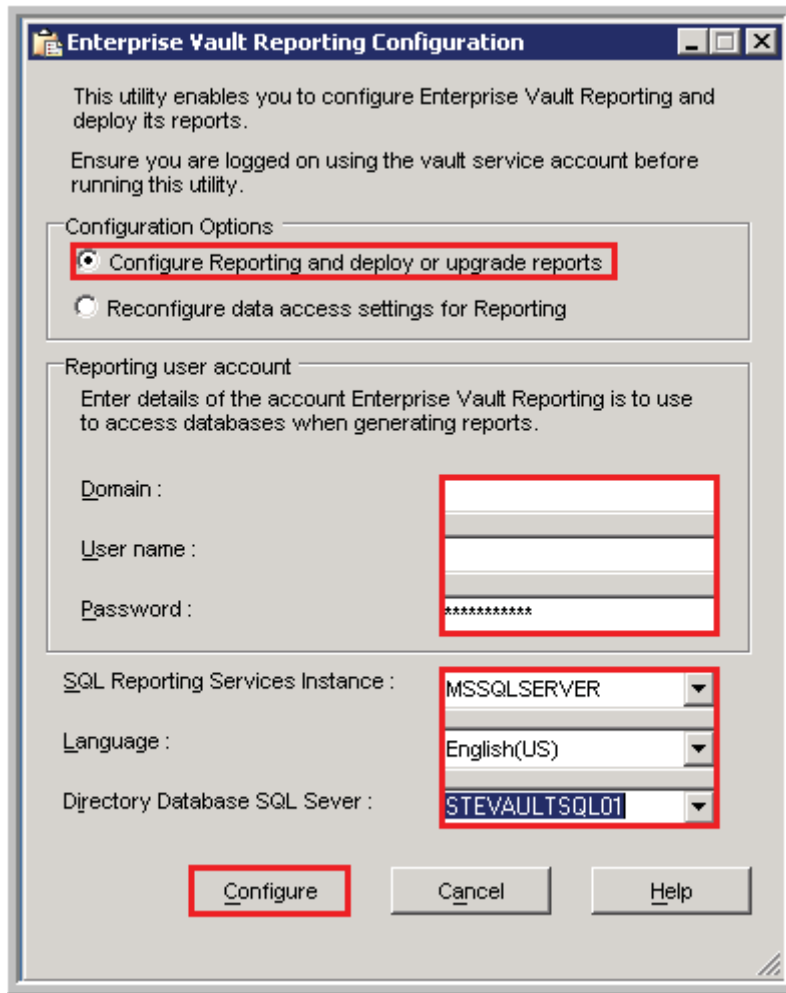 Enterprise Vault Reporting Configuration
This utility enables you to configure Enterprise Vault Reporting and
deploy its reports.
Ensure you are logged on using the vault service account before
running this utility.
Configuration Options
Configure Reporting and deploy or upgrade reports
Reconfigure data access settings for Reporting
Reporting user account
Enter details of the account Enterprise Vault Reporting is to use
to access databases when generating reports.
Domain :
User name :
Password : ***********
SQL Reporting Services Instance : MSSQLSERVER
Language : English(US)
Directory Database SQL Sever : STEVAULTSQL01
Configure Cancel Help